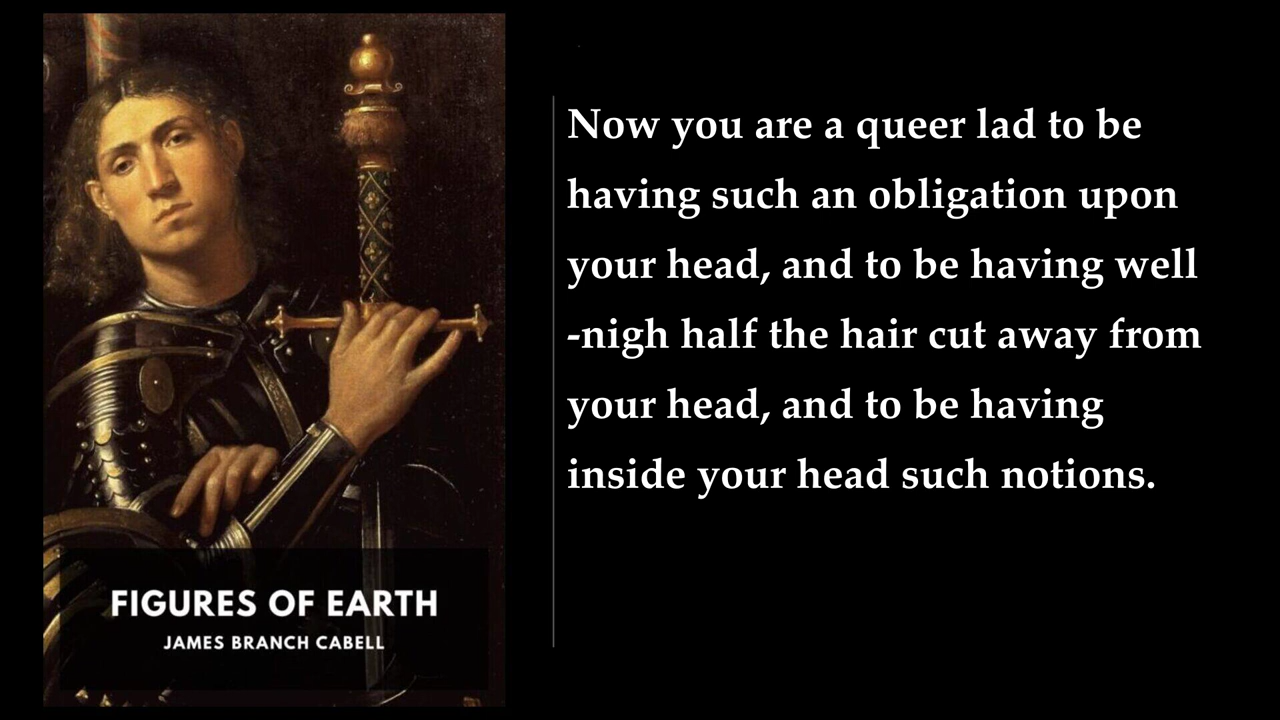 FIGURES OF EARTH
JAMES BRANCH CABELL
Now you are a queer lad to be
having such an obligation upon
your head, and to be having well
-nigh half the hair cut away from
your head, and to be having
inside your head such notions.